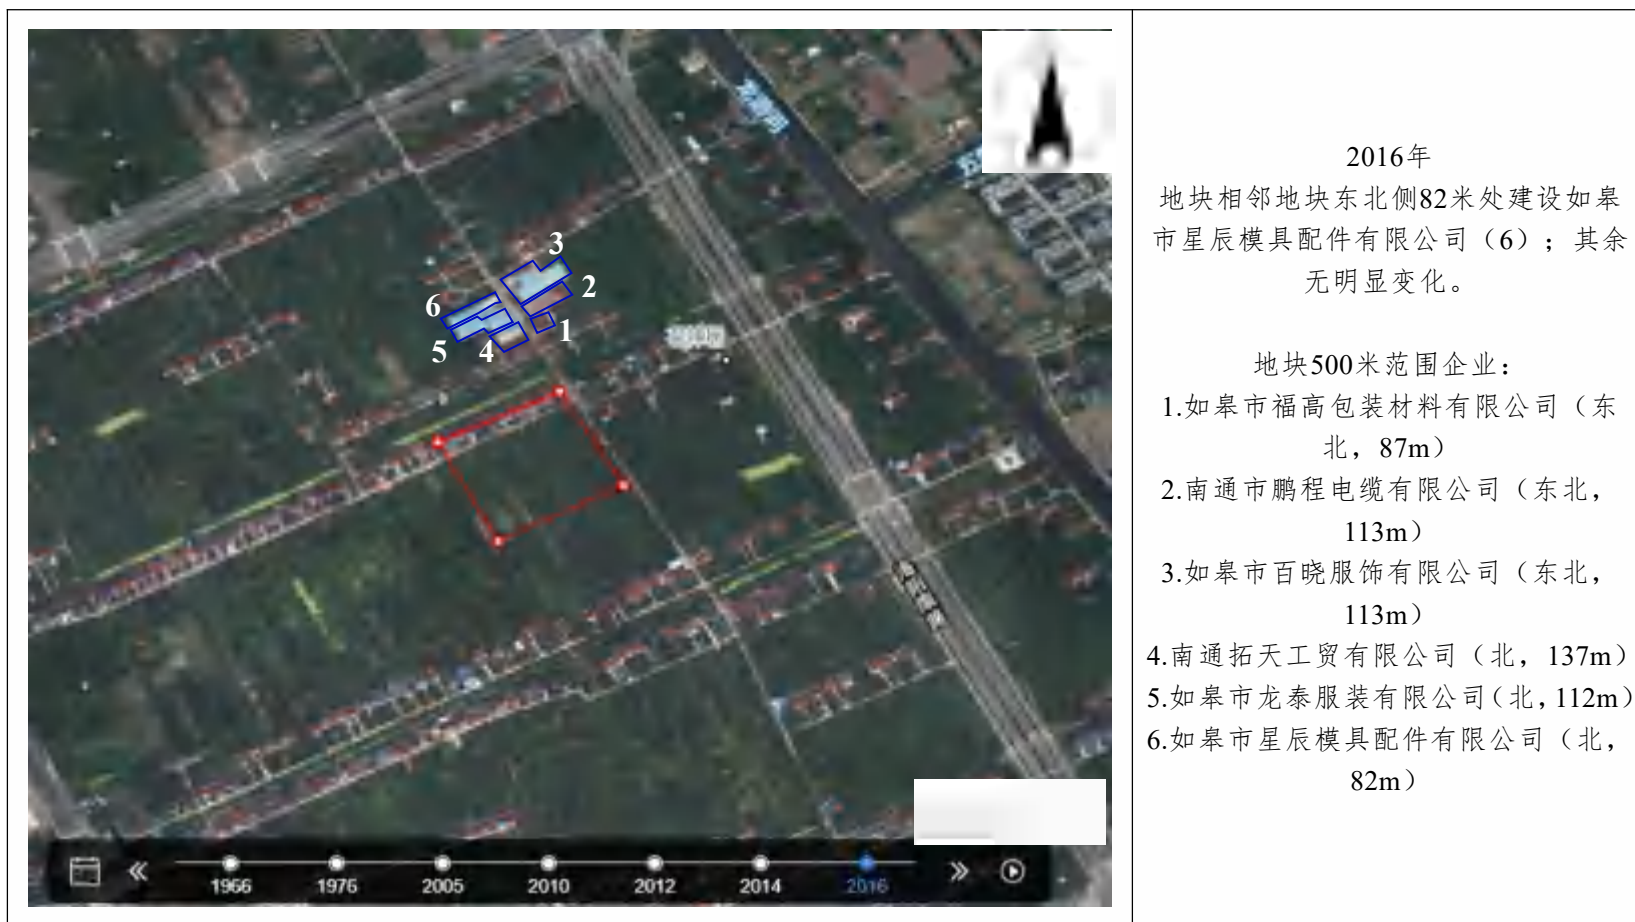 3
2
6
1
5
4
1966
1976
2005
2010
2012
2014
2016
2016年
地块相邻地块东北侧82米处建设如皋
市星辰模具配件有限公司（6）；其余
无明显变化。
地块500米范围企业：
1.如皋市福高包装材料有限公司（东
北，87m）
2.南通市鹏程电缆有限公司（东北，
113m）
3.如皋市百晓服饰有限公司（东北，
113m）
4.南通拓天工贸有限公司（北，137m）
5.如皋市龙泰服装有限公司（北，112m）
6.如皋市星辰模具配件有限公司（北，
82m）